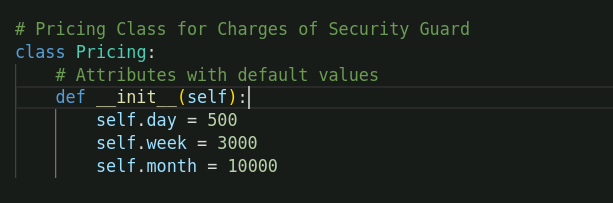 # Pricing Class for Charges of Security Guard
class Pricing:
    # Attributes with default values
    def __init__(self):
        self.day = 500
        self.week = 3000
        self.month = 10000